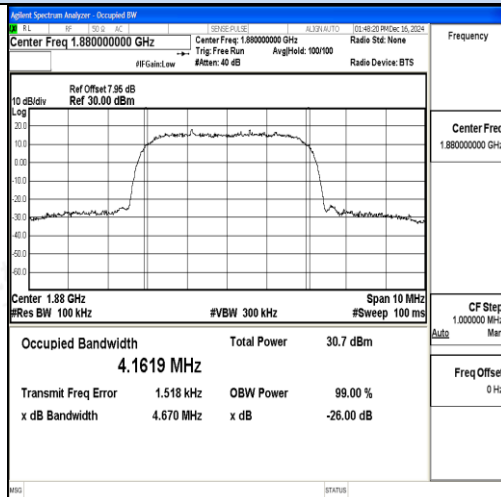 Agilent Spectrum Analyzer - Occupied BW
RL RF 50 Ω AC SENSE:PULSE ALIGN AUTO 01:48:20 PM Dec 16, 2024
Center Freq 1.880000000 GHz Center Freq: 1.880000000 GHz Radio Std: None
Trig: Free Run Avg|Hold: 100/100
#IFGain:Low #Atten: 40 dB Radio Device: BTS
Frequency
Ref Offset 7.95 dB
10 dB/div Ref 30.00 dBm
Log
20.0
10.0
0.00
-10.0
-20.0
-30.0
-40.0
-50.0
-60.0
Center Freq
1.880000000 GHz
Center 1.88 GHz Span 10 MHz
#Res BW 100 kHz #VBW 300 kHz #Sweep 100 ms
CF Step
1.000000 MHz
Auto Man
Occupied Bandwidth Total Power 30.7 dBm
4.1619 MHz
Transmit Freq Error 1.518 kHz OBW Power 99.00 %
x dB Bandwidth 4.670 MHz x dB -26.00 dB
Freq Offset
0 Hz
MSG STATUS